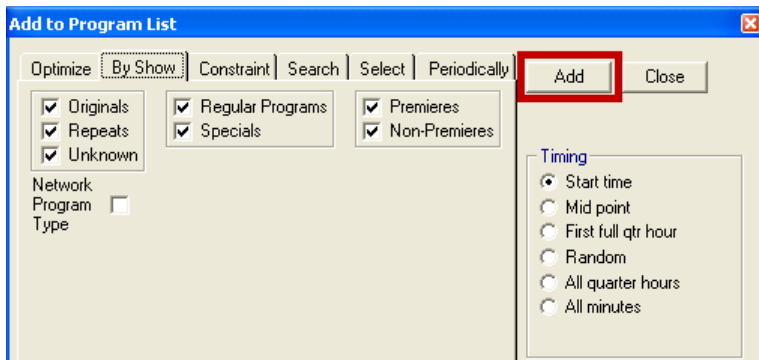 Add to Program List
Optimize By Show Constraint Search Select Periodically
Add Close
Originals Regular Programs Premieres
Repeats Specials Non-Premieres
Unknown
Network
Program
Type
Timing
Start time
Mid point
First full qtr hour
Random
All quarter hours
All minutes